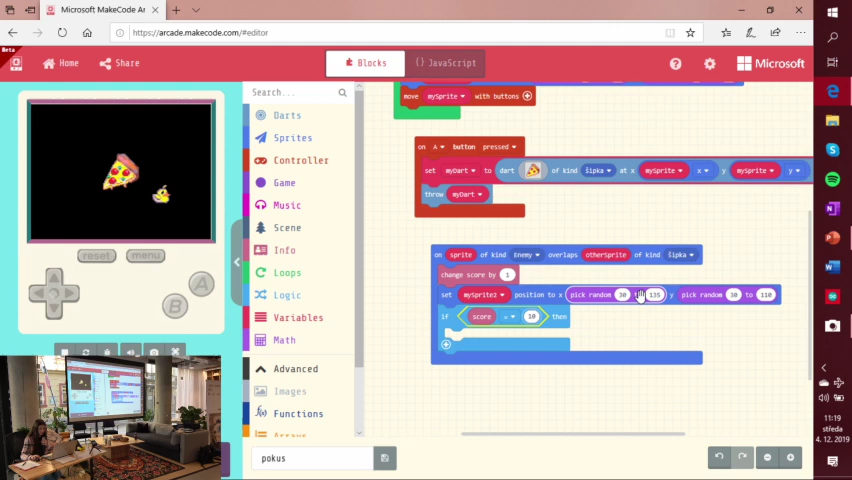 Microsoft MakeCode Ar
https://arcade.makecode.com/#editor
Beta
Home
Share
Blocks
{} JavaScript
Microsoft
Search...
Darts
Sprites
Controller
Game
Music
Scene
Info
Loops
Logic
Variables
Math
Advanced
Images
Functions
Arrays
reset
menu
A
B
move mySprite with buttons
on A button pressed
set myDart to dart of kind šipka at x mySprite x y mySprite y
throw myDart
on sprite of kind Enemy overlaps otherSprite of kind šipka
change score by 1
set mySprite2 position to x pick random 30 135 y pick random 30 to 110
if score = 10 then
pokus
11:19
středa
4. 12. 2019